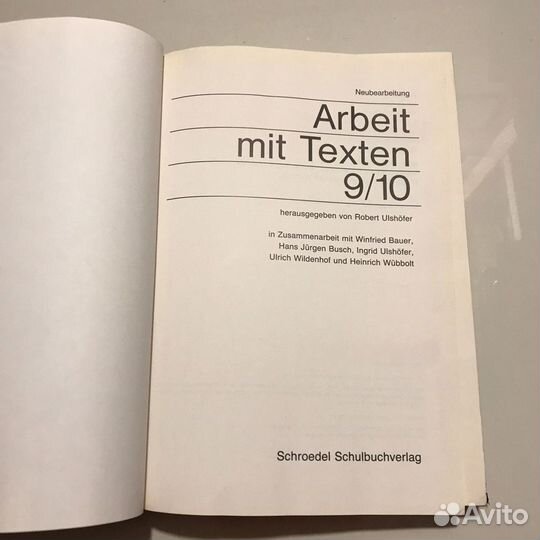 Neubearbeitung
Arbeit
mit Texten
9/10
herausgegeben von Robert Ulshöfer
in Zusammenarbeit mit Winfried Bauer,
Hans Jürgen Busch, Ingrid Ulshöfer,
Ulrich Wildenhof und Heinrich Wübbolt
Schroedel Schulbuchverlag
Avito